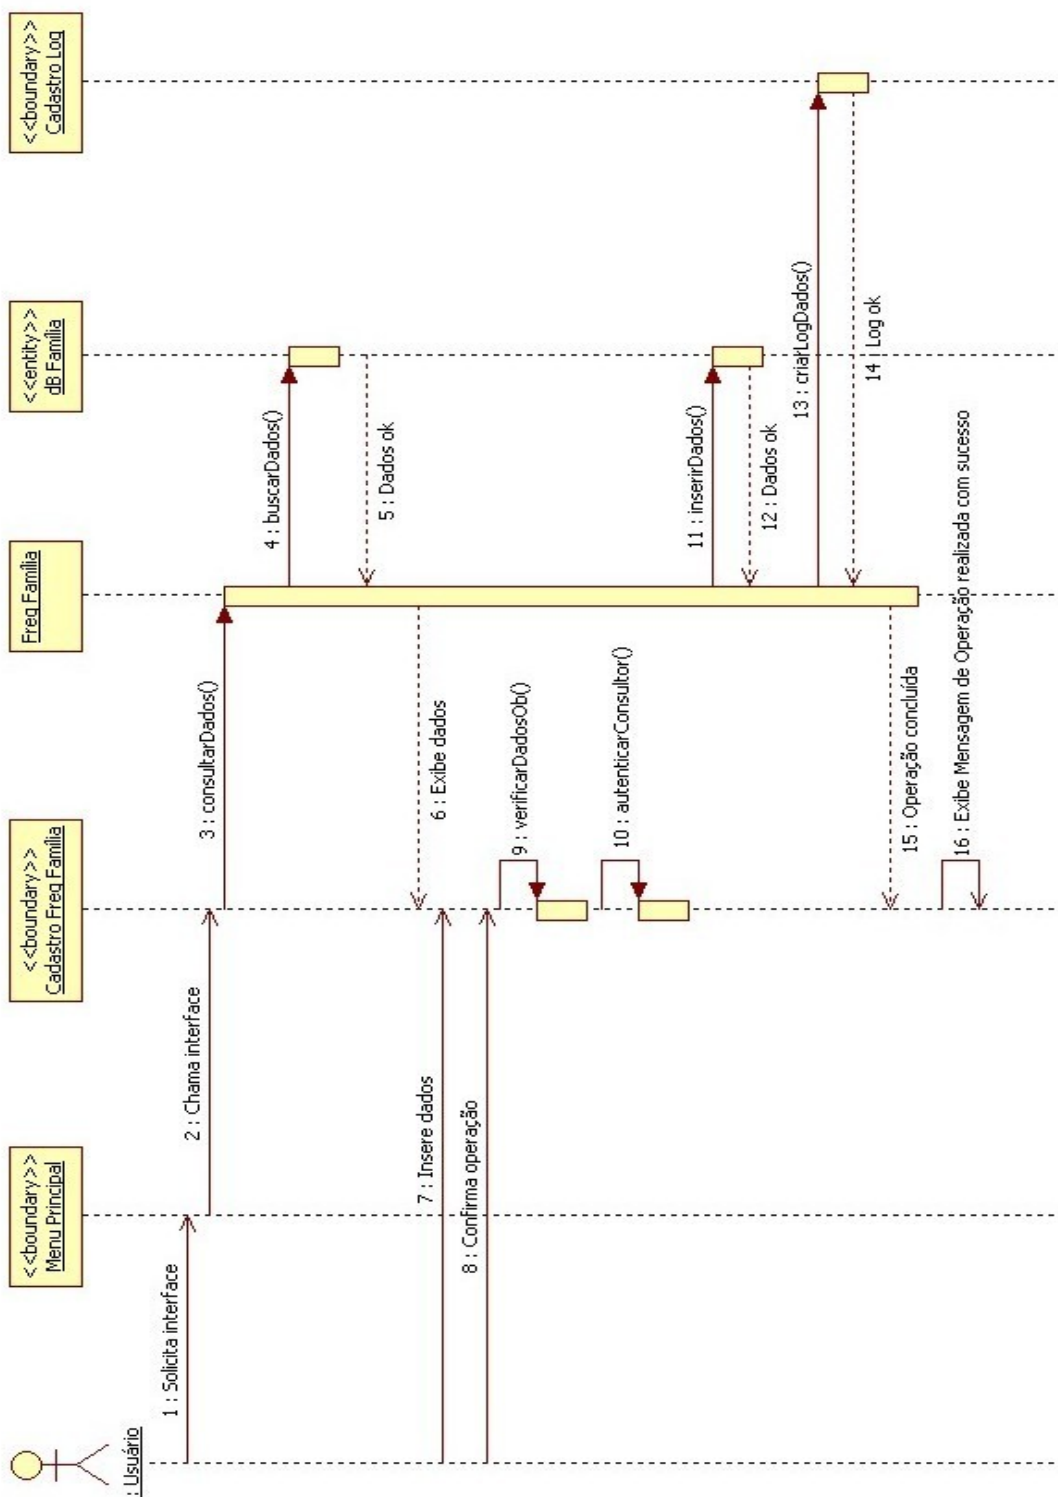 : Usuário
<<boundary>>
Menu Principal
<<boundary>>
Cadastro Freq Família
Freq Família
<<entity>>
dB Família
<<boundary>>
Cadastro Log
1 : Solicita interface
2 : Chama interface
3 : consultarDados()
4 : buscarDados()
5 : Dados ok
6 : Exibe dados
7 : Insere dados
8 : Confirma operação
9 : verificarDadosOb()
10 : autenticarConsultor()
11 : inserirDados()
12 : Dados ok
13 : criarLogDados()
14 : Log ok
15 : Operação concluída
16 : Exibe Mensagem de Operação realizada com sucesso